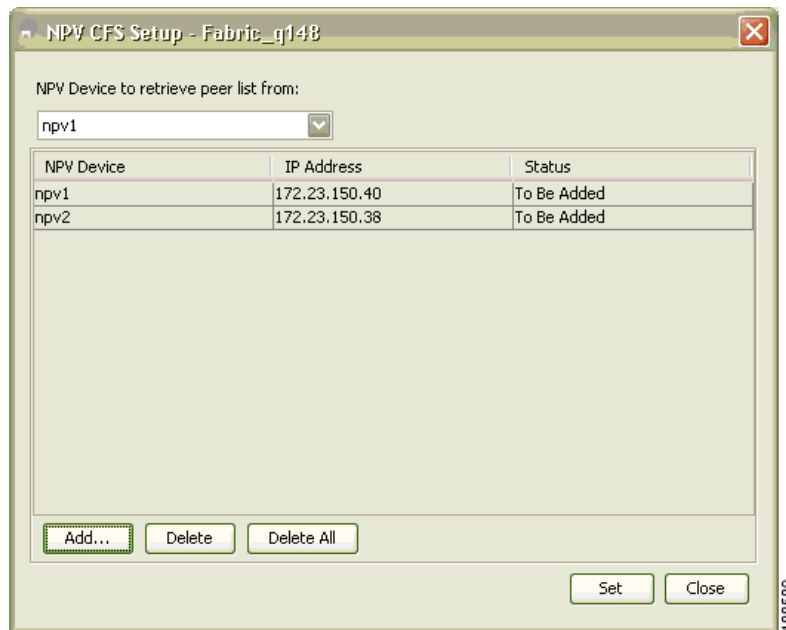 NPV CFS Setup - Fabric_q148
NPV Device to retrieve peer list from:
npv1
NPV Device IP Address Status
npv1 172.23.150.40 To Be Added
npv2 172.23.150.38 To Be Added
Add... Delete Delete All
Set Close